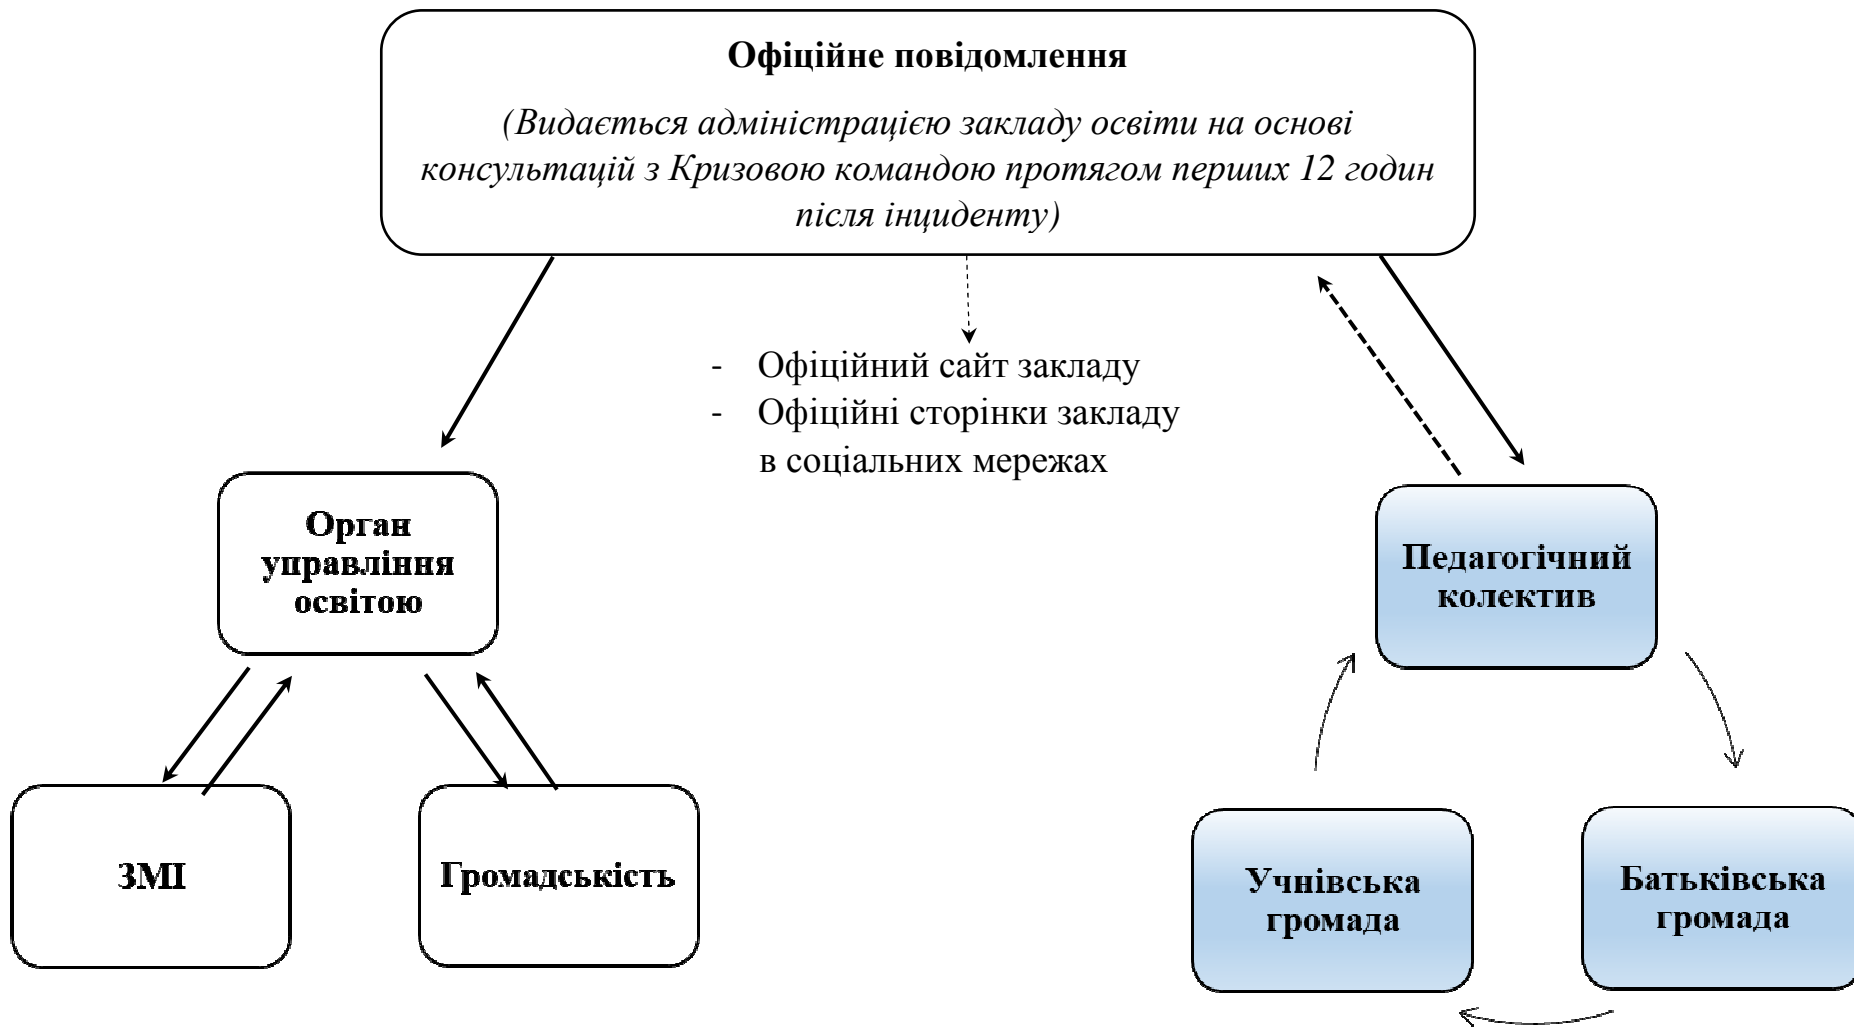 Офіційне повідомлення
(Видається адміністрацією закладу освіти на основі
консультацій з Кризовою командою протягом перших 12 годин
після інциденту)
- Офіційний сайт закладу
- Офіційні сторінки закладу
в соціальних мережах
Орган
управління
освітою
Педагогічний
колектив
ЗМІ
Громадськість
Учнівська
громада
Батьківська
громада